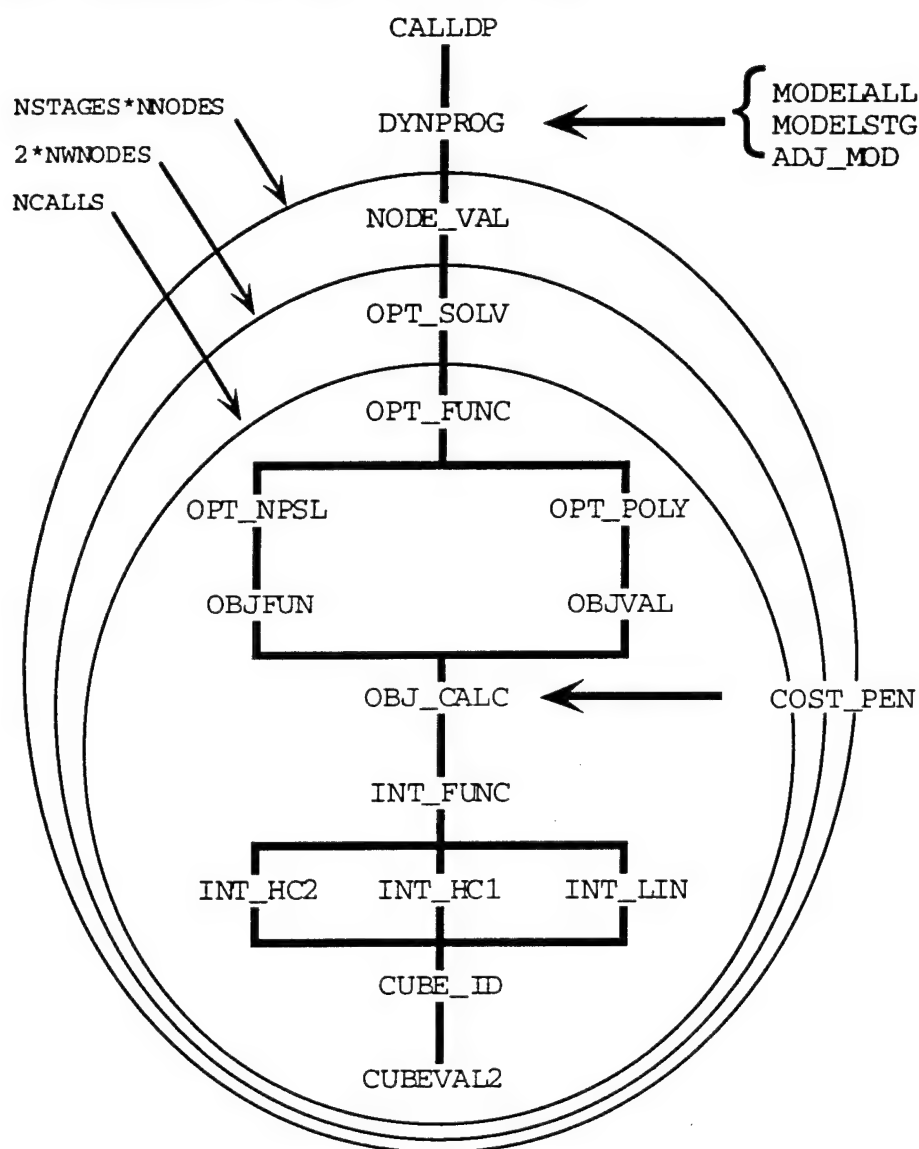 CALLDP
NSTAGES*NNODES
2*NWNODES
NCALLS
DYNPROG
MODELALL
MODELSTG
ADJ_MOD
NODE_VAL
OPT_SOLV
OPT_FUNC
OPT_NPSL
OPT_POLY
OBJFUN
OBJVAL
OBJ_CALC
COST_PEN
INT_FUNC
INT_HC2
INT_HC1
INT_LIN
CUBE_ID
CUBEVAL2